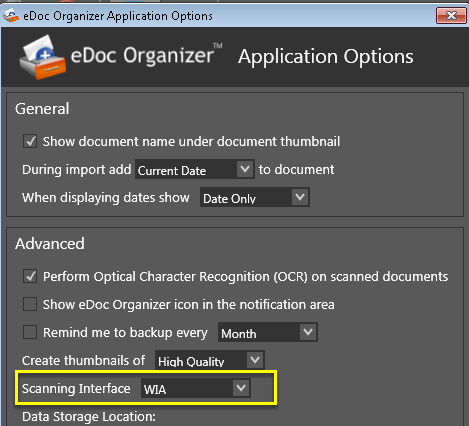 eDoc Organizer Application Options
eDoc Organizer™ Application Options
General
Show document name under document thumbnail
During import add Current Date to document
When displaying dates show Date Only
Advanced
Perform Optical Character Recognition (OCR) on scanned documents
Show eDoc Organizer icon in the notification area
Remind me to backup every Month
Create thumbnails of High Quality
Scanning Interface WIA
Data Storage Location: